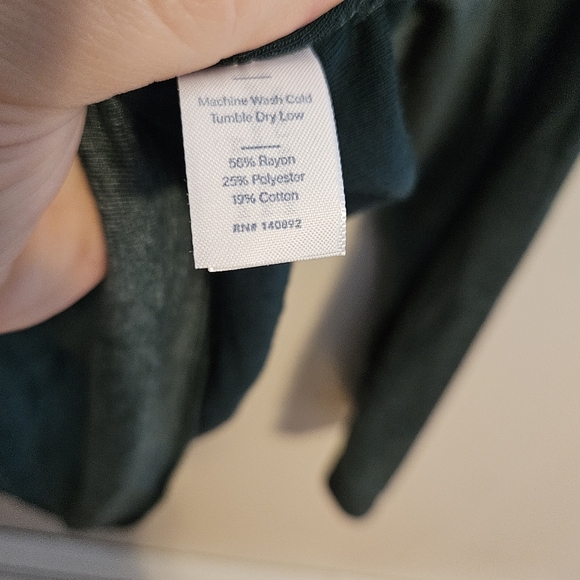 Machine Wash Cold
Tumble Dry Low
56% Rayon
25% Polyester
19% Cotton
RN# 140892